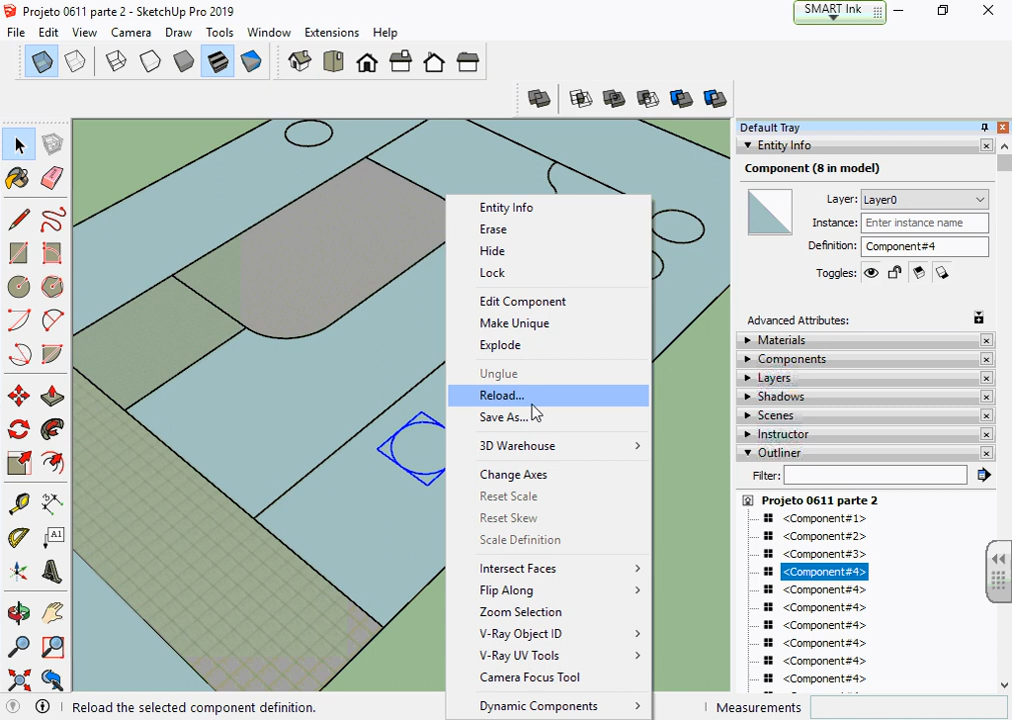 Projeto 0611 parte 2 - SketchUp Pro 2019
SMART Ink
File Edit View Camera Draw Tools Window Extensions Help
Default Tray
Entity Info
Component (8 in model)
Layer: Layer0
Instance: Enter instance name
Definition: Component#4
Toggles:
Advanced Attributes:
Materials
Components
Layers
Shadows
Scenes
Instructor
Outliner
Filter:
Projeto 0611 parte 2
<Component#1>
<Component#2>
<Component#3>
<Component#4>
<Component#4>
<Component#4>
<Component#4>
<Component#4>
<Component#4>
<Component#4>
Entity Info
Erase
Hide
Lock
Edit Component
Make Unique
Explode
Unglue
Reload...
Save As...
3D Warehouse
Change Axes
Reset Scale
Reset Skew
Scale Definition
Intersect Faces
Flip Along
Zoom Selection
V-Ray Object ID
V-Ray UV Tools
Camera Focus Tool
Dynamic Components
A1
Reload the selected component definition.
Measurements